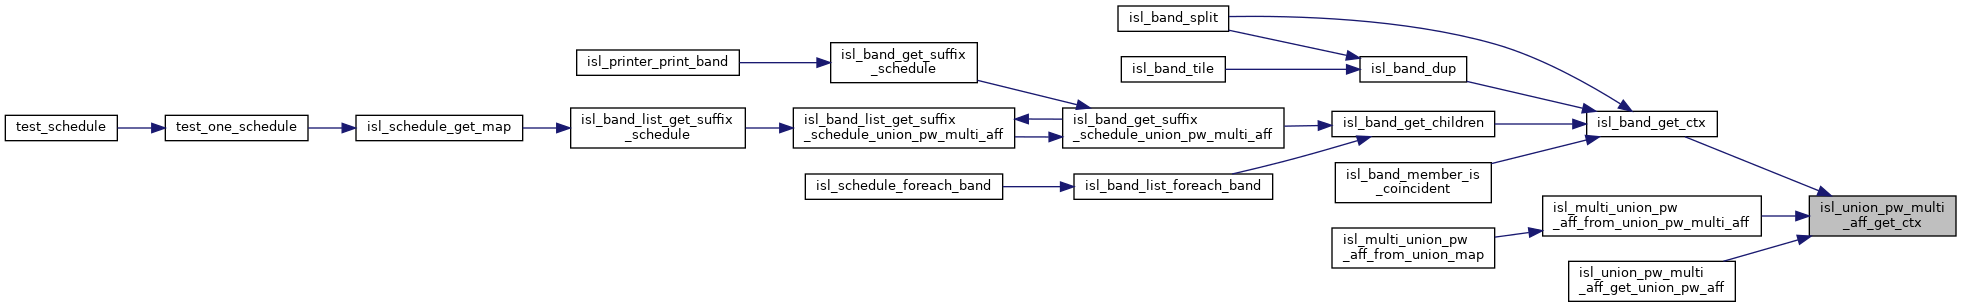 isl_band_split
isl_band_get_suffix
_schedule
isl_printer_print_band
isl_band_tile
isl_band_dup
test_schedule
test_one_schedule
isl_schedule_get_map
isl_band_list_get_suffix
_schedule
isl_band_list_get_suffix
_schedule_union_pw_multi_aff
isl_band_get_suffix
_schedule_union_pw_multi_aff
isl_band_get_children
isl_band_get_ctx
isl_schedule_foreach_band
isl_band_list_foreach_band
isl_band_member_is
_coincident
isl_multi_union_pw
_aff_from_union_pw_multi_aff
isl_union_pw_multi
_aff_get_ctx
isl_multi_union_pw
_aff_from_union_map
isl_union_pw_multi
_aff_get_union_pw_aff